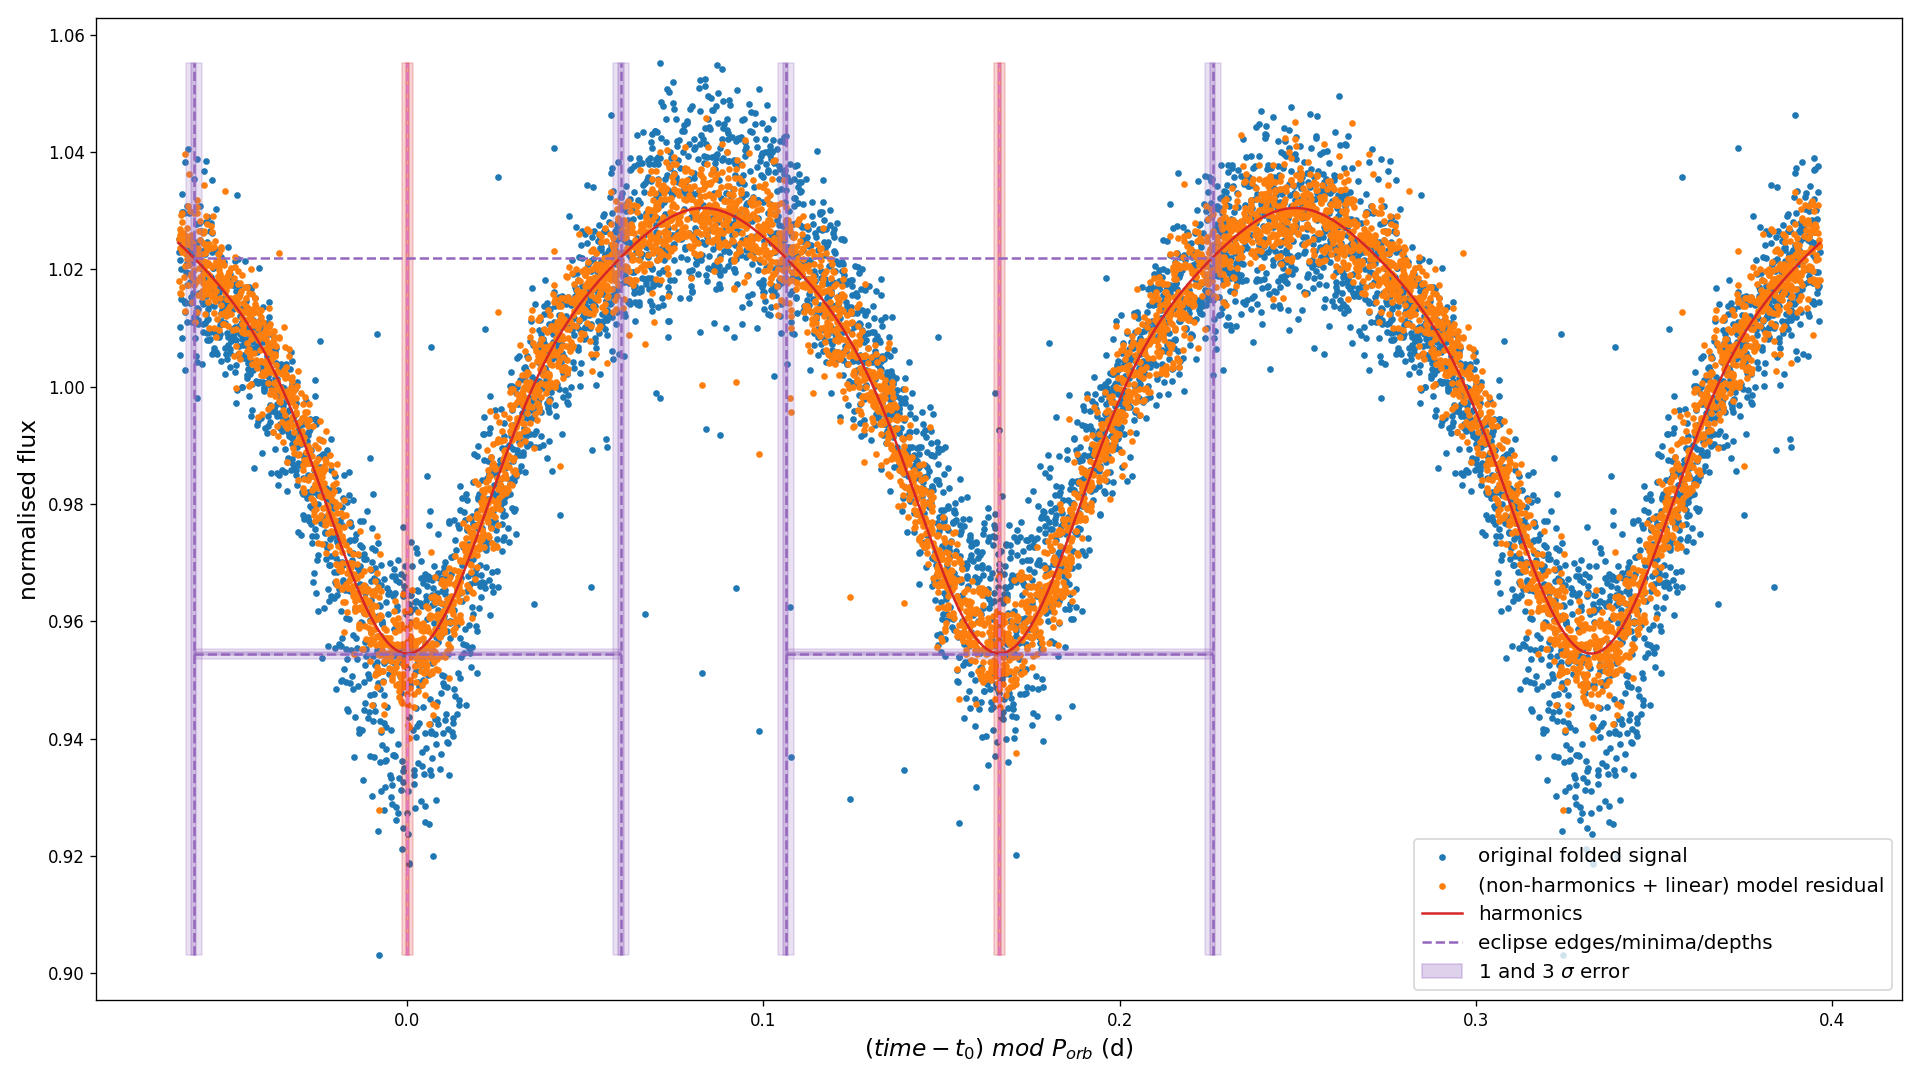 normalised flux
1.06
1.04
1.02
1.00
0.98
0.96
0.94
0.92
0.90
original folded signal
(non-harmonics + linear) model residual
harmonics
eclipse edges/minima/depths
1 and 3 σ error
0.0 0.1 0.2 0.3 0.4
(time − t₀) mod Pₒᵣb (d)